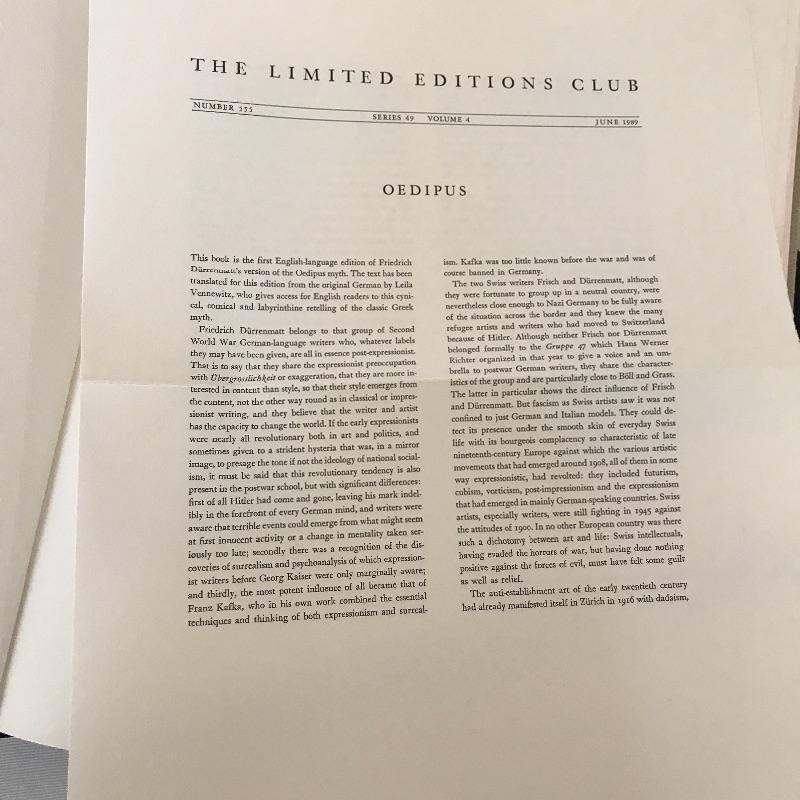 THE LIMITED EDITIONS CLUB
NUMBER 555
SERIES 49 VOLUME 4
JUNE 1989
OEDIPUS
This book is the first English-language edition of Friedrich
Dürrenmatt's version of the Oedipus myth. The text has been
translated for this edition from the original German by Leila
Vennewitz, who gives access for English readers to this cyni-
cal, comical and labyrinthine retelling of the classic Greek
myth.
Friedrich Dürrenmatt belongs to that group of Second
World War German-language writers who, whatever labels
they may have been given, are all in essence post-expressionist.
That is to say that they share the expressionist preoccupation
with Übergrosslichkeit or exaggeration, that they are more in-
terested in content than style, so that their style emerges from
the content, not the other way round as in classical or impres-
sionist writing, and they believe that the writer and artist
has the capacity to change the world. If the early expressionists
were nearly all revolutionary both in art and politics, and
sometimes given to a strident hysteria that was, in a mirror
image, to presage the tone if not the ideology of national social-
ism, it must be said that this revolutionary tendency is also
present in the postwar school, but with significant differences:
first of all Hitler had come and gone, leaving his mark indel-
ibly in the forefront of every German mind, and writers were
aware that terrible events could emerge from what might seem
at first innocent activity or a change in mentality taken ser-
iously too late; secondly there was a recognition of the dis-
coveries of surrealism and psychoanalysis of which expression-
ist writers before Georg Kaiser were only marginally aware;
and thirdly, the most potent influence of all became that of
Franz Kafka, who in his own work combined the essential
techniques and thinking of both expressionism and surreal-
ism. Kafka was too little known before the war and was of
course banned in Germany.
The two Swiss writers Frisch and Dürrenmatt, although
they were fortunate to group up in a neutral country, were
nevertheless close enough to Nazi Germany to be fully aware
of the situation across the border and they knew the many
refugee artists and writers who had moved to Switzerland
because of Hitler. Although neither Frisch nor Dürrenmatt
belonged formally to the Gruppe 47 which Hans Werner
Richter organized in that year to give a voice and an um-
brella to postwar German writers, they share the character-
istics of the group and are particularly close to Böll and Grass.
The latter in particular shows the direct influence of Frisch
and Dürrenmatt. But fascism as Swiss artists saw it was not
confined to just German and Italian models. They could de-
tect its presence under the smooth skin of everyday Swiss
life with its bourgeois complacency so characteristic of late
nineteenth-century Europe against which the various artistic
movements that had emerged around 1908, all of them in some
way expressionistic, had revolted: they included futurism,
cubism, vorticism, post-impressionism and the expressionism
that had emerged in mainly German-speaking countries. Swiss
artists, especially writers, were still fighting in 1945 against
the attitudes of 1900. In no other European country was there
such a dichotomy between art and life: Swiss intellectuals,
having evaded the horrors of war, but having done nothing
positive against the forces of evil, must have felt some guilt
as well as relief.
The anti-establishment art of the early twentieth century
had already manifested itself in Zürich in 1916 with dadaism,